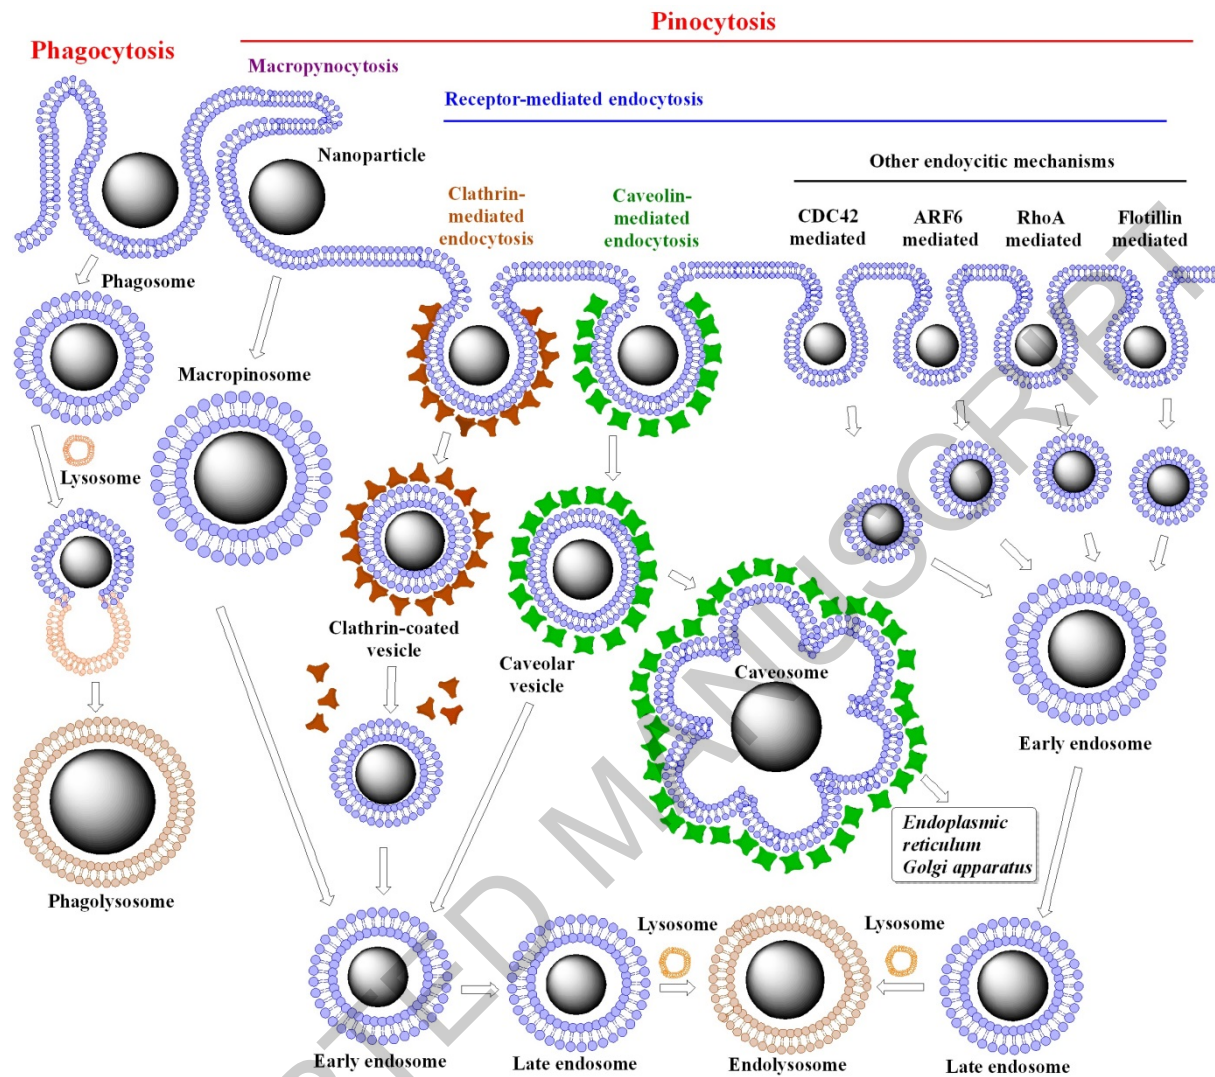 Pinocytosis
Phagocytosis
Macropynocytosis
Receptor-mediated endocytosis
Nanoparticle
Other endoycitic mechanisms
Clathrin-
mediated
endocytosis
Caveolin-
mediated
endocytosis
CDC42
mediated
ARF6
mediated
RhoA
mediated
Flotillin
mediated
Phagosome
Macropinosome
Lysosome
Clathrin-coated
vesicle
Caveolar
vesicle
Caveosome
Early endosome
Endoplasmic
reticulum
Golgi apparatus
Phagolysosome
Lysosome
Lysosome
Early endosome
Late endosome
Endolysosome
Late endosome
PTED MANUSCRIPT